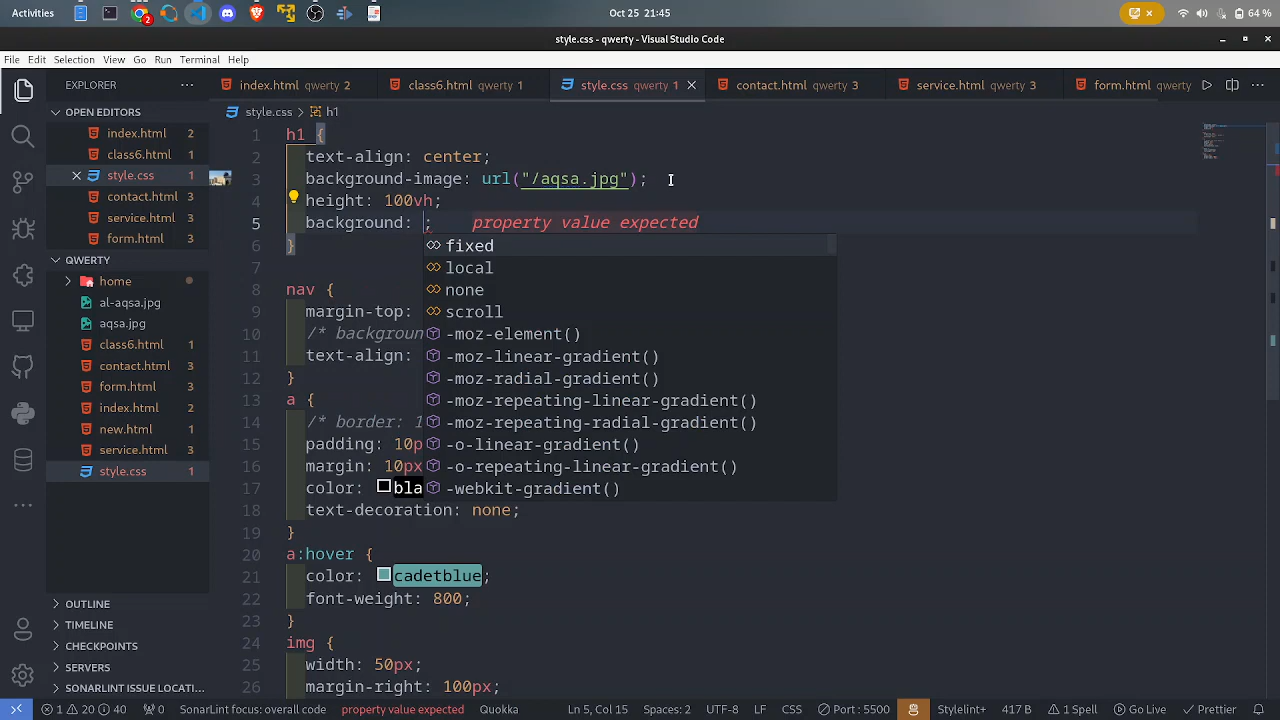 Activities
Oct 25 21:45
64 %
style.css - qwerty - Visual Studio Code
File Edit Selection View Go Run Terminal Help
EXPLORER
index.html qwerty 2
class6.html qwerty 1
style.css qwerty 1
contact.html qwerty 3
service.html qwerty 3
form.html qwerty
OPEN EDITORS
index.html 2
class6.html 1
style.css 1
contact.html 3
service.html 3
form.html 3
QWERTY
home
al-aqsa.jpg
aqsa.jpg
class6.html 1
contact.html 3
form.html 3
index.html 2
new.html 1
service.html 3
style.css 1
OUTLINE
TIMELINE
CHECKPOINTS
SERVERS
SONARLINT ISSUE LOCATI...
style.css > h1
1 h1 {
2 text-align: center;
3 background-image: url("/aqsa.jpg");
4 height: 100vh;
5 background: ; property value expected
6 }
7
8 nav {
9 margin-top:
10 /* backgroun
11 text-align:
12 }
13 a {
14 /* border: 1
15 padding: 10p
16 margin: 10px
17 color: bla
18 text-decoration: none;
19 }
20 a:hover {
21 color: cadetblue;
22 font-weight: 800;
23 }
24 img {
25 width: 50px;
26 margin-right: 100px;
fixed
local
none
scroll
-moz-element()
-moz-linear-gradient()
-moz-radial-gradient()
-moz-repeating-linear-gradient()
-moz-repeating-radial-gradient()
-o-linear-gradient()
-o-repeating-linear-gradient()
-webkit-gradient()
1 20 40 0 SonarLint focus: overall code property value expected Quokka Ln 5, Col 15 Spaces: 2 UTF-8 LF CSS Port : 5500 Stylelint+ 417 B 1 Spell Go Live Prettier